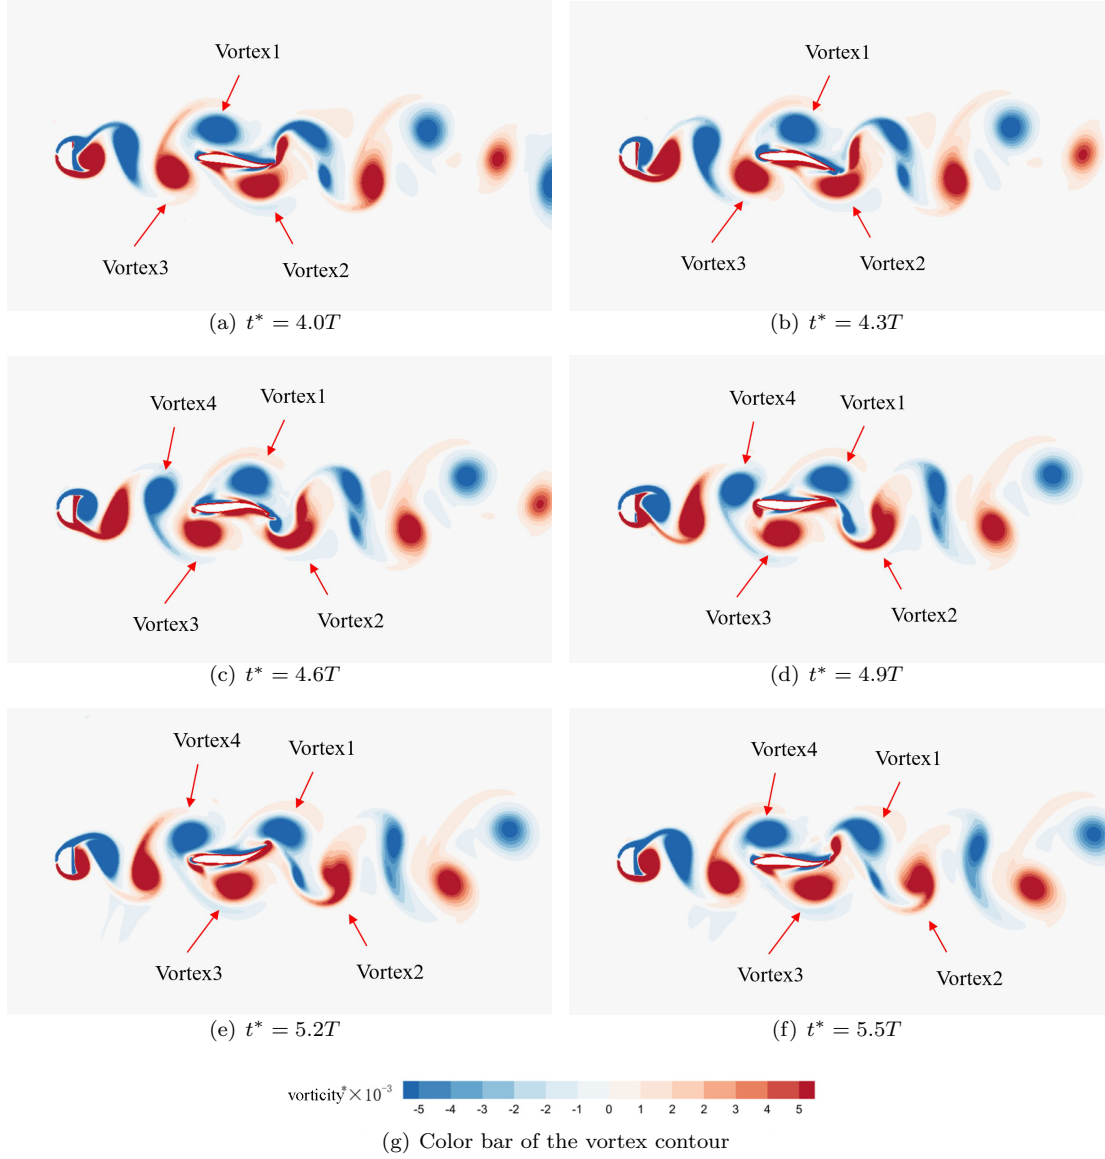 Vortex1
Vortex3
Vortex2
(a) t* = 4.0T
Vortex1
Vortex3
Vortex2
(b) t* = 4.3T
Vortex4
Vortex1
Vortex3
Vortex2
(c) t* = 4.6T
Vortex4
Vortex1
Vortex3
Vortex2
(d) t* = 4.9T
Vortex4
Vortex1
Vortex3
Vortex2
(e) t* = 5.2T
Vortex4
Vortex1
Vortex3
Vortex2
(f) t* = 5.5T
vorticity*×10⁻³
-5 -4 -3 -2 -2 -1 0 1 2 2 3 4 5
(g) Color bar of the vortex contour